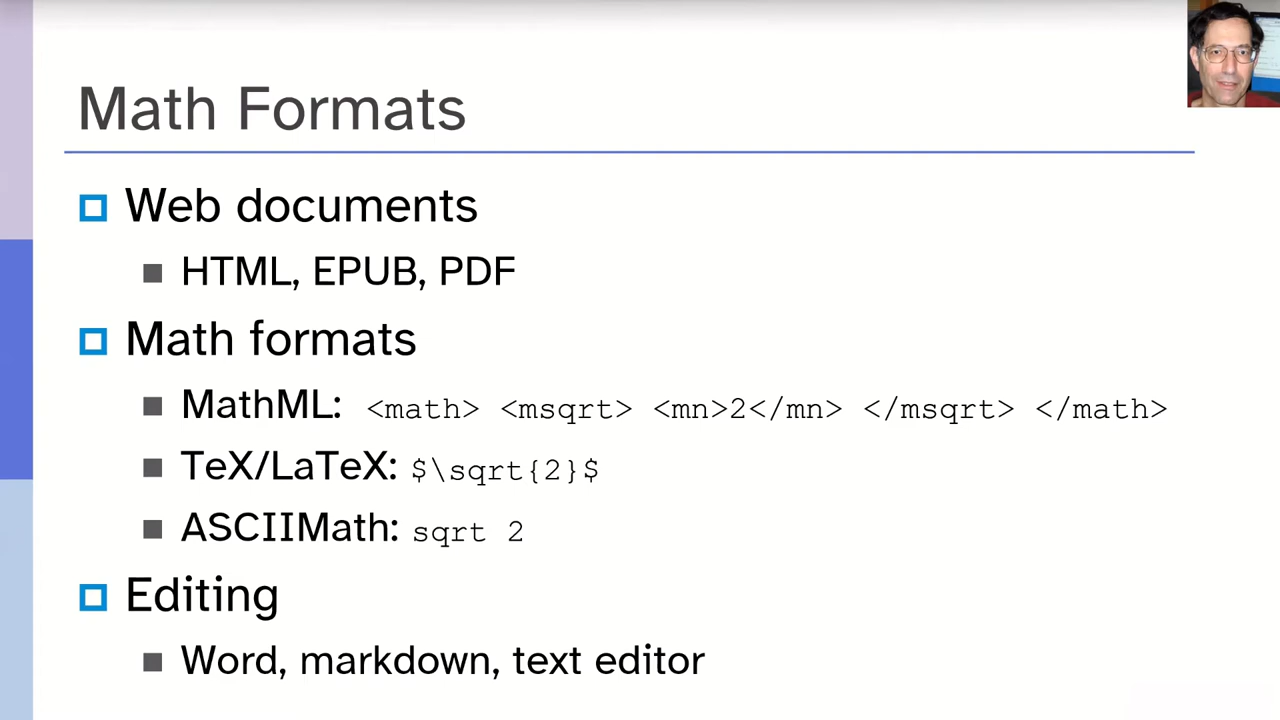 Math Formats
Web documents
HTML, EPUB, PDF
Math formats
MathML: <math> <msqrt> <mn>2</mn> </msqrt> </math>
TeX/LaTeX: $\sqrt{2}$
ASCIIMath: sqrt 2
Editing
Word, markdown, text editor